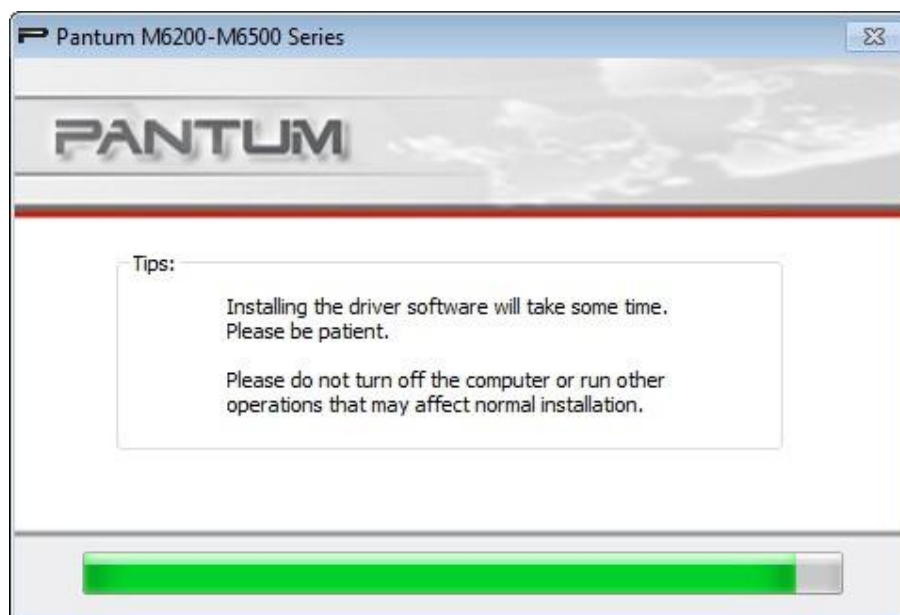 Pantum M6200-M6500 Series
PANTUM
Tips:
Installing the driver software will take some time.
Please be patient.
Please do not turn off the computer or run other
operations that may affect normal installation.